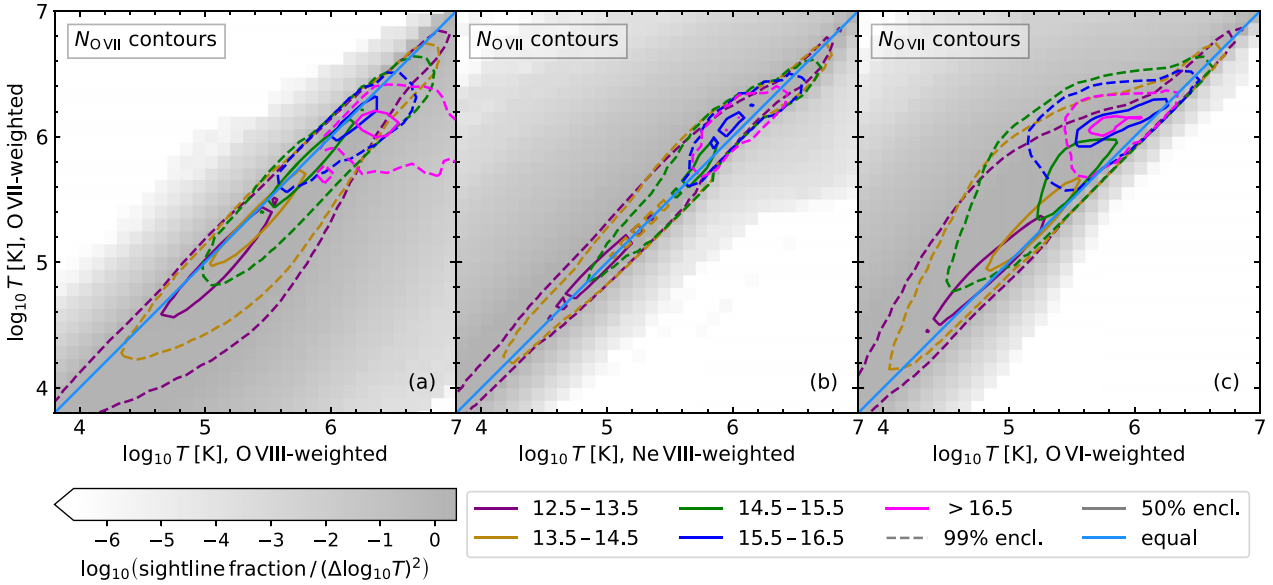 N_O VII contours
N_O VII contours
N_O VII contours
7
6
5
4
log₁₀ T [K], O VII-weighted
(a)
(b)
(c)
4 5 6 7
4 5 6 7
4 5 6 7
log₁₀ T [K], O VIII-weighted
log₁₀ T [K], Ne VIII-weighted
log₁₀ T [K], O VI-weighted
−6 −5 −4 −3 −2 −1 0
log₁₀(sightline fraction / (Δlog₁₀T)²)
12.5 – 13.5
14.5 – 15.5
> 16.5
50% encl.
13.5 – 14.5
15.5 – 16.5
99% encl.
equal